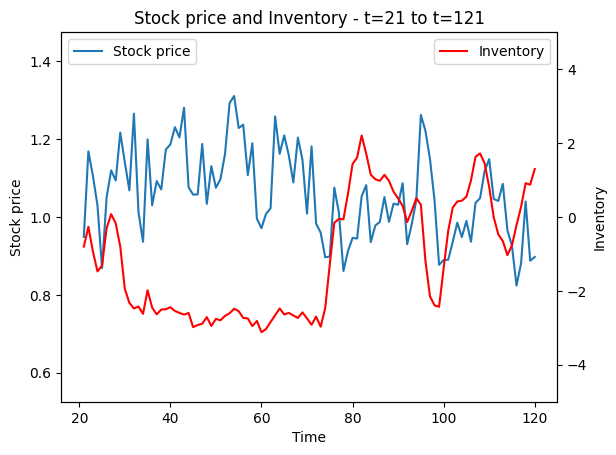 Stock price and Inventory - t=21 to t=121
Stock price
Inventory
1.4
1.2
1.0
0.8
0.6
Stock price
4
2
0
−2
−4
Inventory
20
40
60
80
100
120
Time